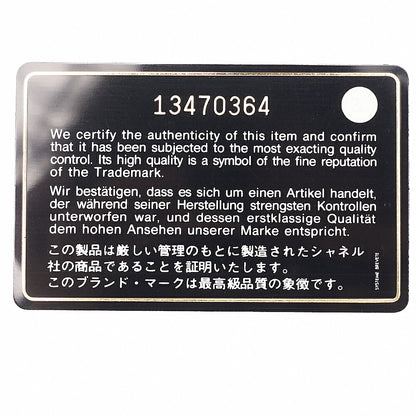 13470364
We certify the authenticity of this item and confirm
that it has been subjected to the most exacting quality
control. Its high quality is a symbol of the fine reputation
of the Trademark.
Wir bestätigen, dass es sich um einen Artikel handelt,
der während seiner Herstellung strengsten Kontrollen
unterworfen war, und dessen erstklassige Qualität
dem hohen Ansehen unserer Marke entspricht.
この製品は厳しい管理のもとに製造されたシャネル
社の商品であることを証明いたします。
このブランド・マークは最高級品質の象徴です。
SYSTEME BREVETE